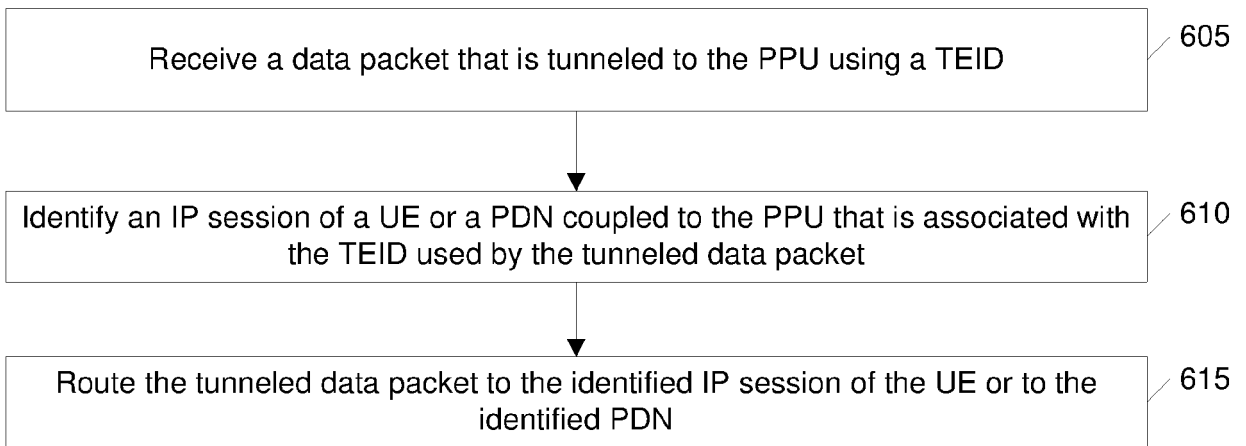 Receive a data packet that is tunneled to the PPU using a TEID
605
Identify an IP session of a UE or a PDN coupled to the PPU that is associated with
the TEID used by the tunneled data packet
610
Route the tunneled data packet to the identified IP session of the UE or to the
identified PDN
615